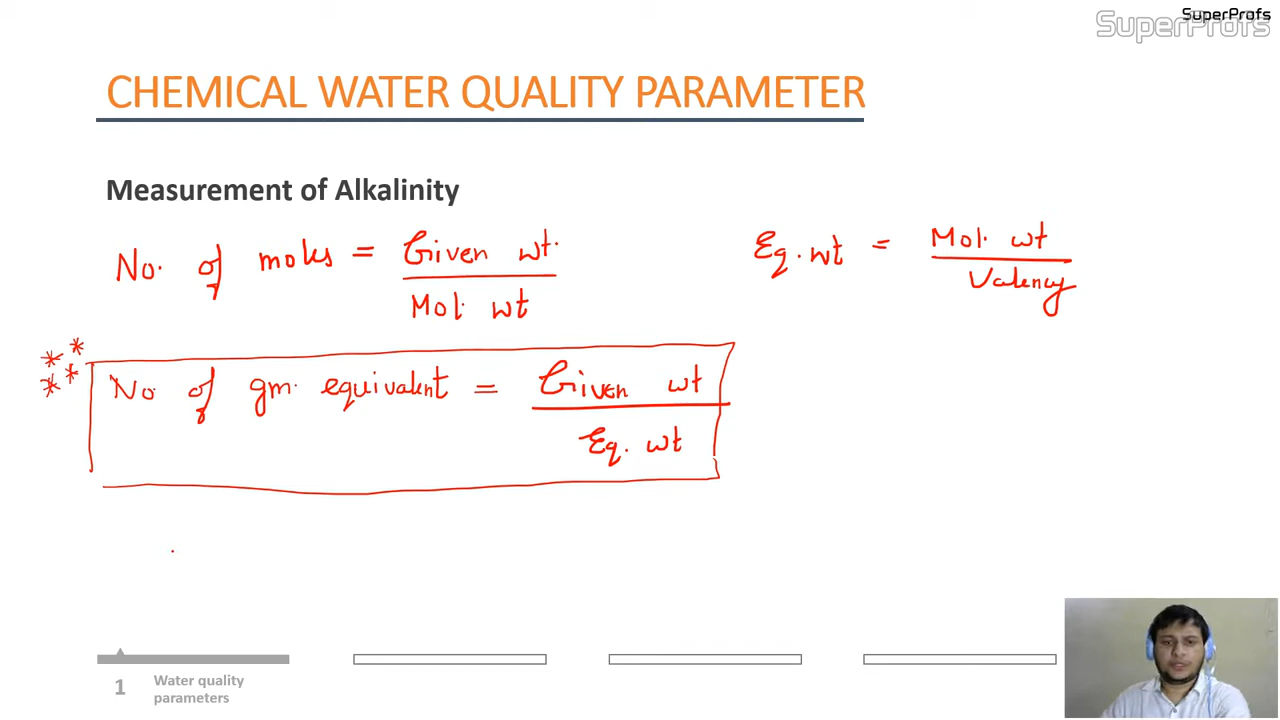 SuperProfs
SuperProfs
CHEMICAL WATER QUALITY PARAMETER
Measurement of Alkalinity
No. of moles = Given wt.
Mol. wt
Eq. wt = Mol. wt
Valency
** **
No of gm. equivalent = Given wt
Eq. wt
1 Water quality
parameters